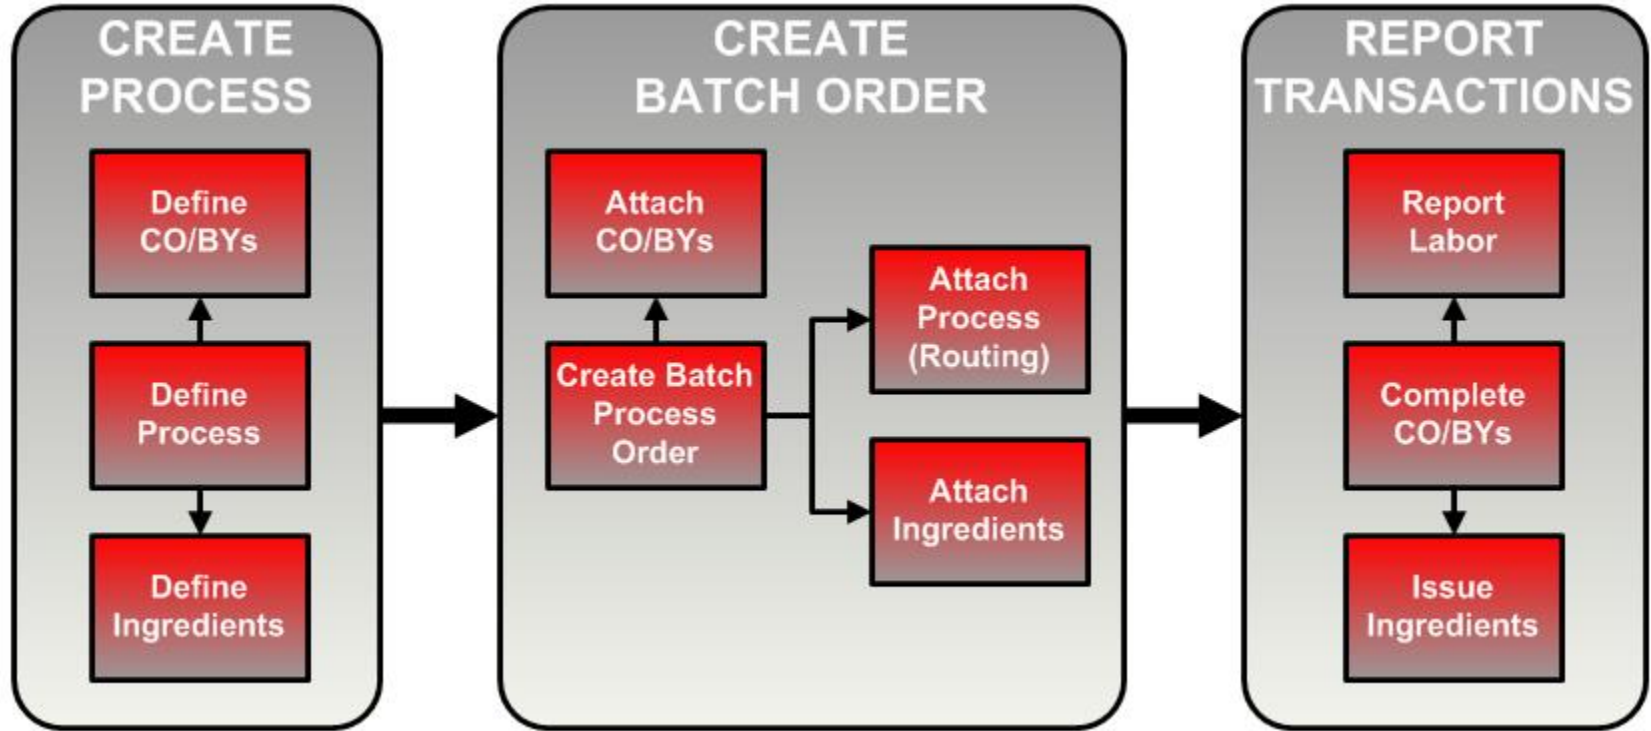 CREATE
PROCESS
Define
CO/BYs
Define
Process
Define
Ingredients
CREATE
BATCH ORDER
Attach
CO/BYs
Create Batch
Process
Order
Attach
Process
(Routing)
Attach
Ingredients
REPORT
TRANSACTIONS
Report
Labor
Complete
CO/BYs
Issue
Ingredients